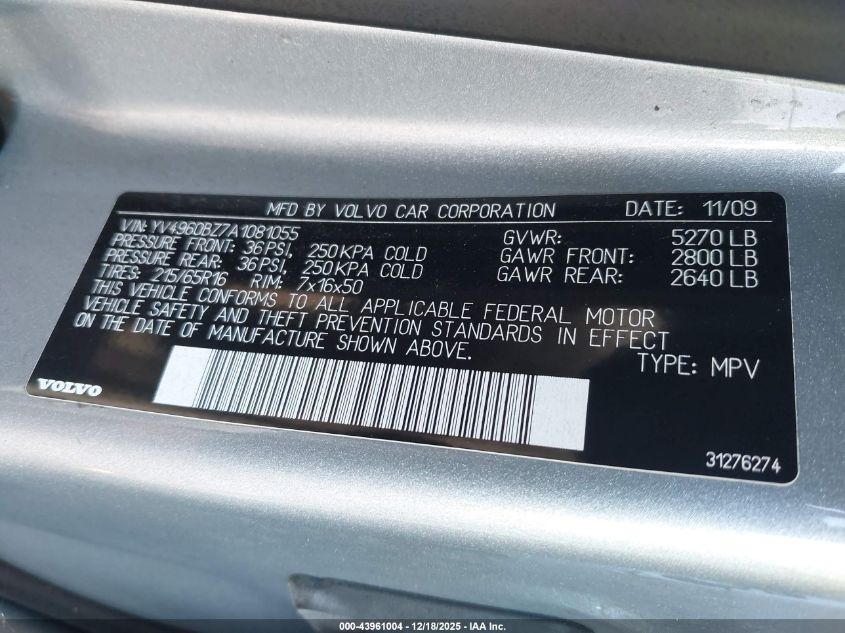 MFD BY VOLVO CAR CORPORATION DATE: 11/09
VIN: YV4960BZ7A1081055 GVWR: 5270 LB
PRESSURE FRONT: 36 PSI, 250 KPA COLD GAWR FRONT: 2800 LB
PRESSURE REAR: 36 PSI, 250 KPA COLD GAWR REAR: 2640 LB
TIRES: 215/65R16 RIM: 7x16x50
THIS VEHICLE CONFORMS TO ALL APPLICABLE FEDERAL MOTOR
VEHICLE SAFETY AND THEFT PREVENTION STANDARDS IN EFFECT
ON THE DATE OF MANUFACTURE SHOWN ABOVE.
TYPE: MPV
VOLVO
31276274
000-43961004 — 12/18/2025 — IAA Inc.